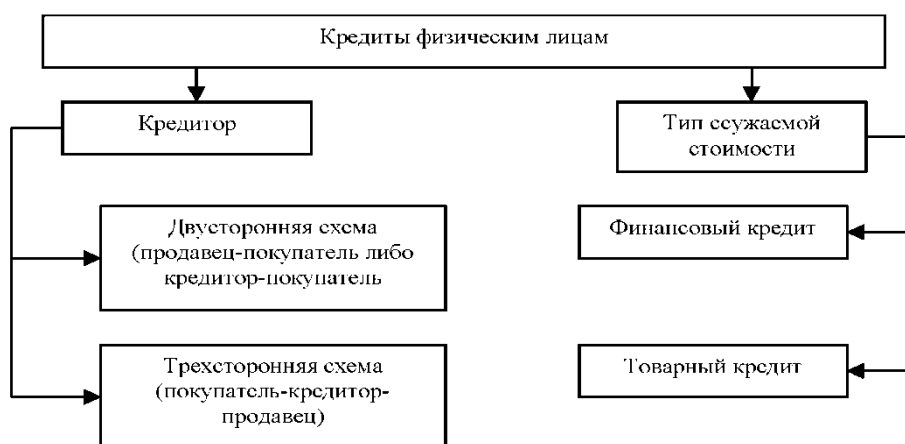 Кредиты физическим лицам
Кредитор
Тип ссужаемой
стоимости
Двусторонняя схема
(продавец-покупатель либо
кредитор-покупатель
Финансовый кредит
Трехсторонняя схема
(покупатель-кредитор-
продавец)
Товарный кредит